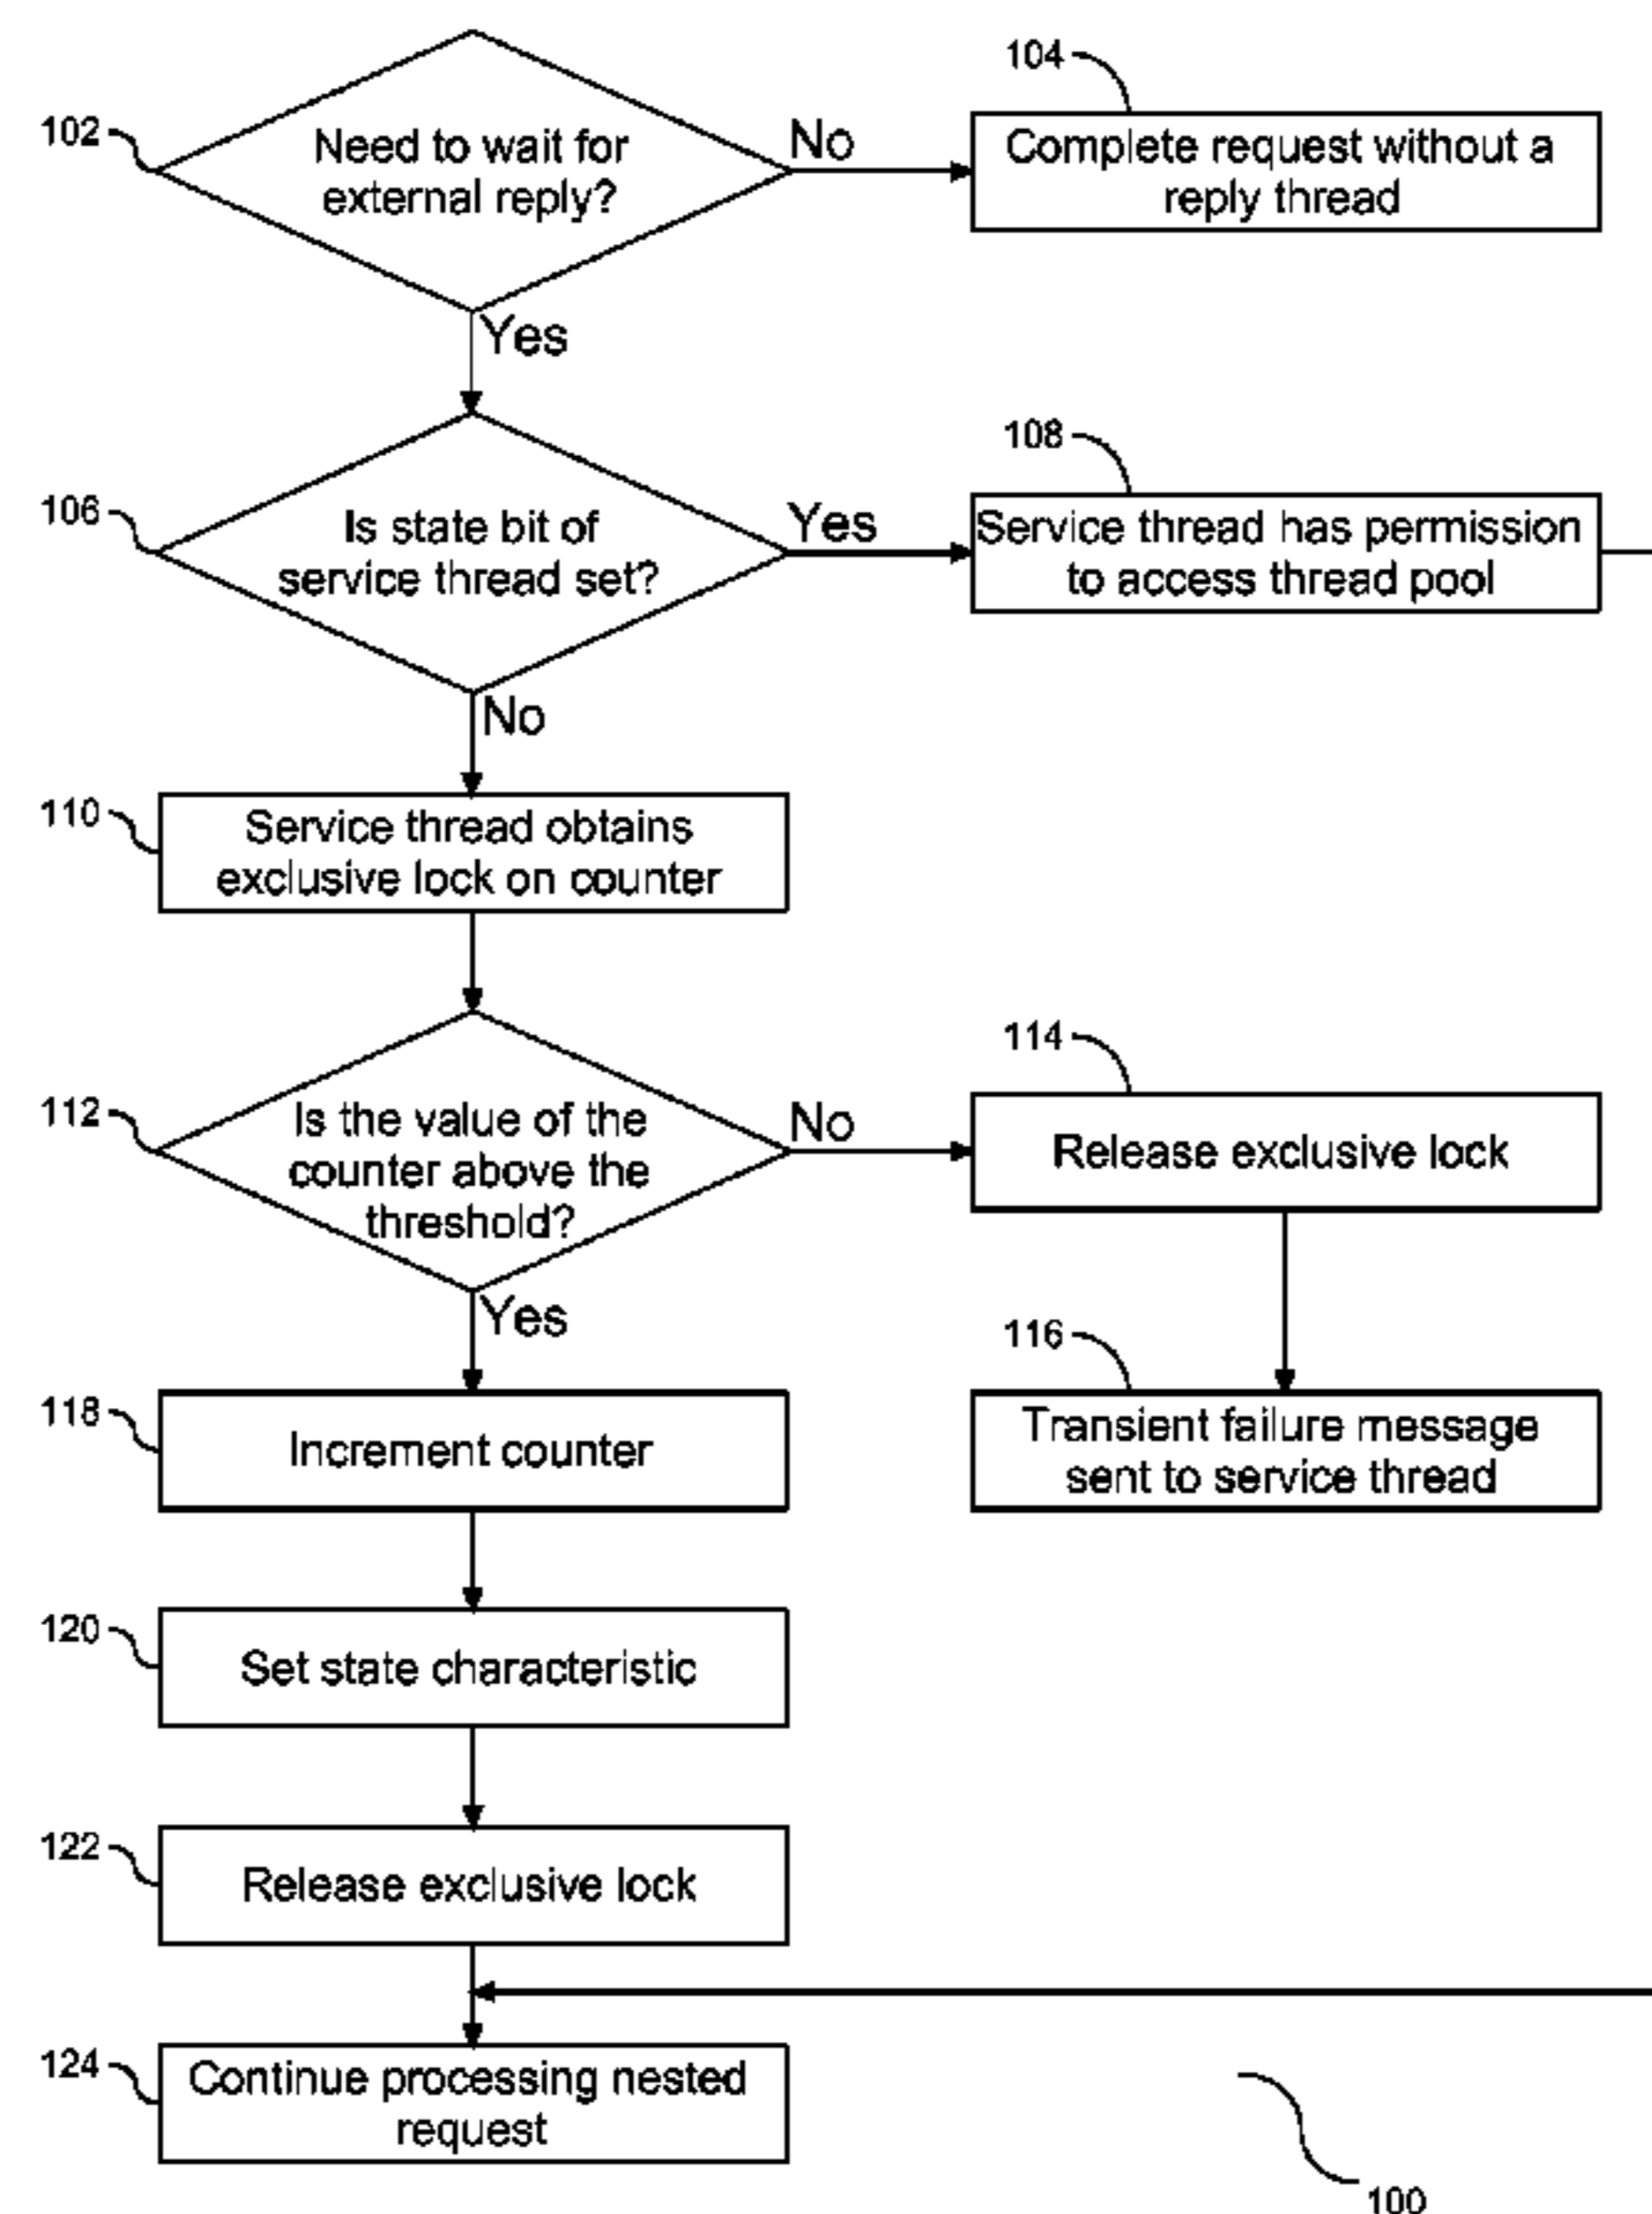 102
Need to wait for
external reply?
No
104
Complete request without a
reply thread
Yes
106
Is state bit of
service thread set?
Yes
108
Service thread has permission
to access thread pool
No
110
Service thread obtains
exclusive lock on counter
112
Is the value of the
counter above the
threshold?
No
114
Release exclusive lock
Yes
116
Transient failure message
sent to service thread
118
Increment counter
120
Set state characteristic
122
Release exclusive lock
124
Continue processing nested
request
100